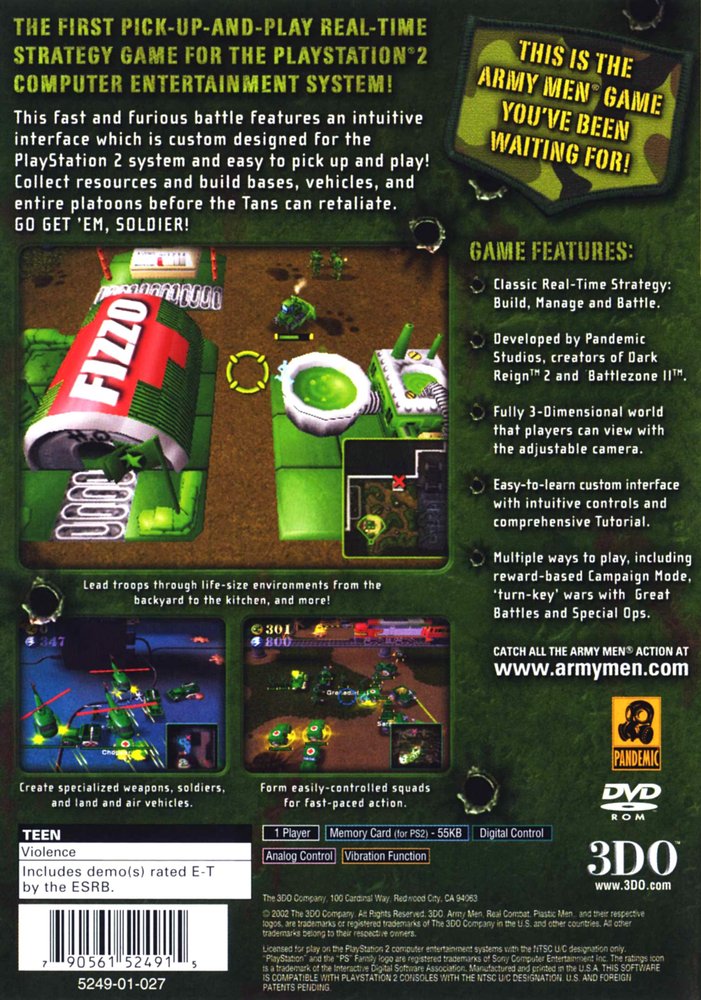 THE FIRST PICK-UP-AND-PLAY REAL-TIME
STRATEGY GAME FOR THE PLAYSTATION®2
COMPUTER ENTERTAINMENT SYSTEM!
This fast and furious battle features an intuitive
interface which is custom designed for the
PlayStation 2 system and easy to pick up and play!
Collect resources and build bases, vehicles, and
entire platoons before the Tans can retaliate.
GO GET 'EM, SOLDIER!
THIS IS THE
ARMY MEN® GAME
YOU'VE BEEN
WAITING FOR!
FIZZO
H2O
Lead troops through life-size environments from the
backyard to the kitchen, and more!
347
Create specialized weapons, soldiers,
and land and air vehicles.
301
800
Grenadier
Form easily-controlled squads
for fast-paced action.
GAME FEATURES:
Classic Real-Time Strategy:
Build, Manage and Battle.
Developed by Pandemic
Studios, creators of Dark
Reign™ 2 and Battlezone II™.
Fully 3-Dimensional world
that players can view with
the adjustable camera.
Easy-to-learn custom interface
with intuitive controls and
comprehensive Tutorial.
Multiple ways to play, including
reward-based Campaign Mode,
'turn-key' wars with Great
Battles and Special Ops.
CATCH ALL THE ARMY MEN® ACTION AT
www.armymen.com
PANDEMIC
DVD
ROM
3DO™
www.3DO.com
TEEN
Violence
Includes demo(s) rated E-T
by the ESRB.
1 Player
Memory Card (for PS2) - 55KB
Digital Control
Analog Control
Vibration Function
7 90561 52491 5
5249-01-027
The 3DO Company, 100 Cardinal Way, Redwood City, CA 94063
© 2002 The 3DO Company. All Rights Reserved. 3DO, Army Men, Real Combat, Plastic Men, and their respective
logos, are trademarks or registered trademarks of The 3DO Company in the U.S. and other countries. All other
trademarks belong to their respective owners.
Licensed for play on the PlayStation 2 computer entertainment systems with the NTSC U/C designation only.
"PlayStation" and the "PS" Family logo are registered trademarks of Sony Computer Entertainment Inc. The ratings icon
is a trademark of the Interactive Digital Software Association. Manufactured and printed in the U.S.A. THIS SOFTWARE
IS COMPATIBLE WITH PLAYSTATION 2 CONSOLES WITH THE NTSC U/C DESIGNATION. U.S. AND FOREIGN
PATENTS PENDING.